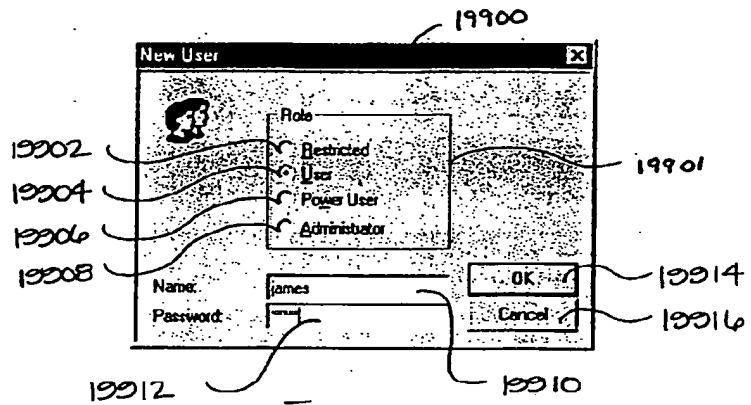 19900
New User
Role
19902
Restricted
19901
19904
User
19906
Power User
19908
Administrator
Name:
james
OK
19914
Password:
Cancel
19916
19912
19910